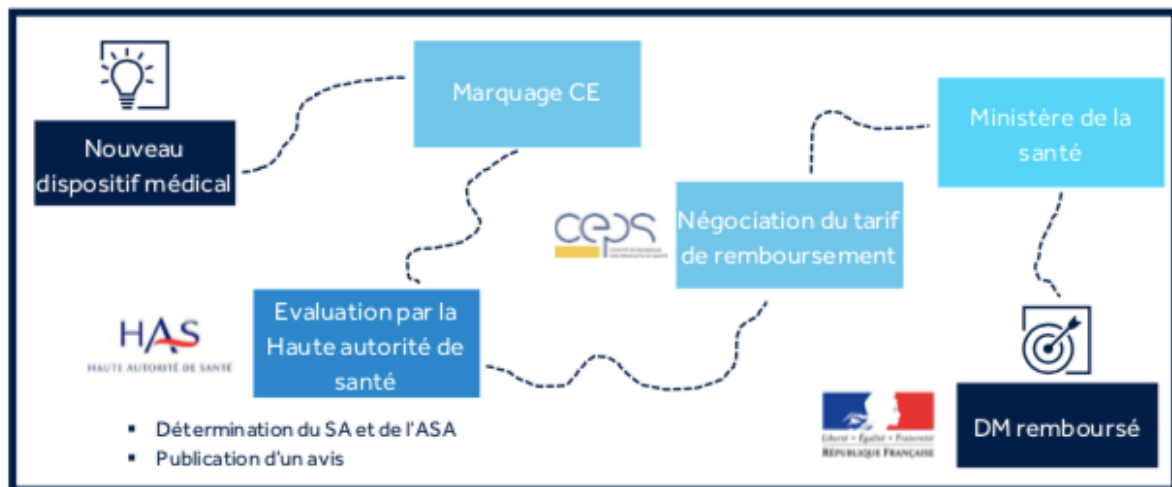 Nouveau
dispositif médical
Marquage CE
Evaluation par la
Haute autorité de
santé
HAS
HAUTE AUTORITÉ DE SANTÉ
▪ Détermination du SA et de l'ASA
▪ Publication d'un avis
ceps
Négociation du tarif
de remboursement
Ministère de la
santé
Liberté • Égalité • Fraternité
RÉPUBLIQUE FRANÇAISE
DM remboursé